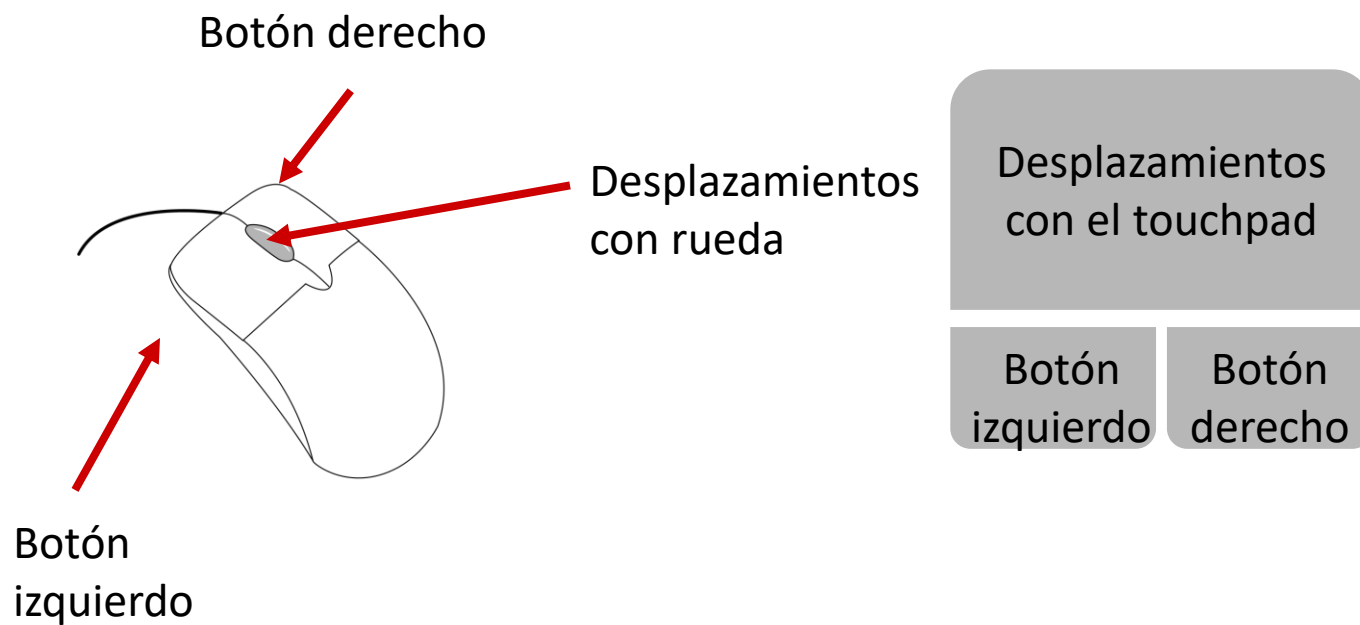 Botón derecho
Desplazamientos
con rueda
Botón
izquierdo
Desplazamientos
con el touchpad
Botón
izquierdo
Botón
derecho